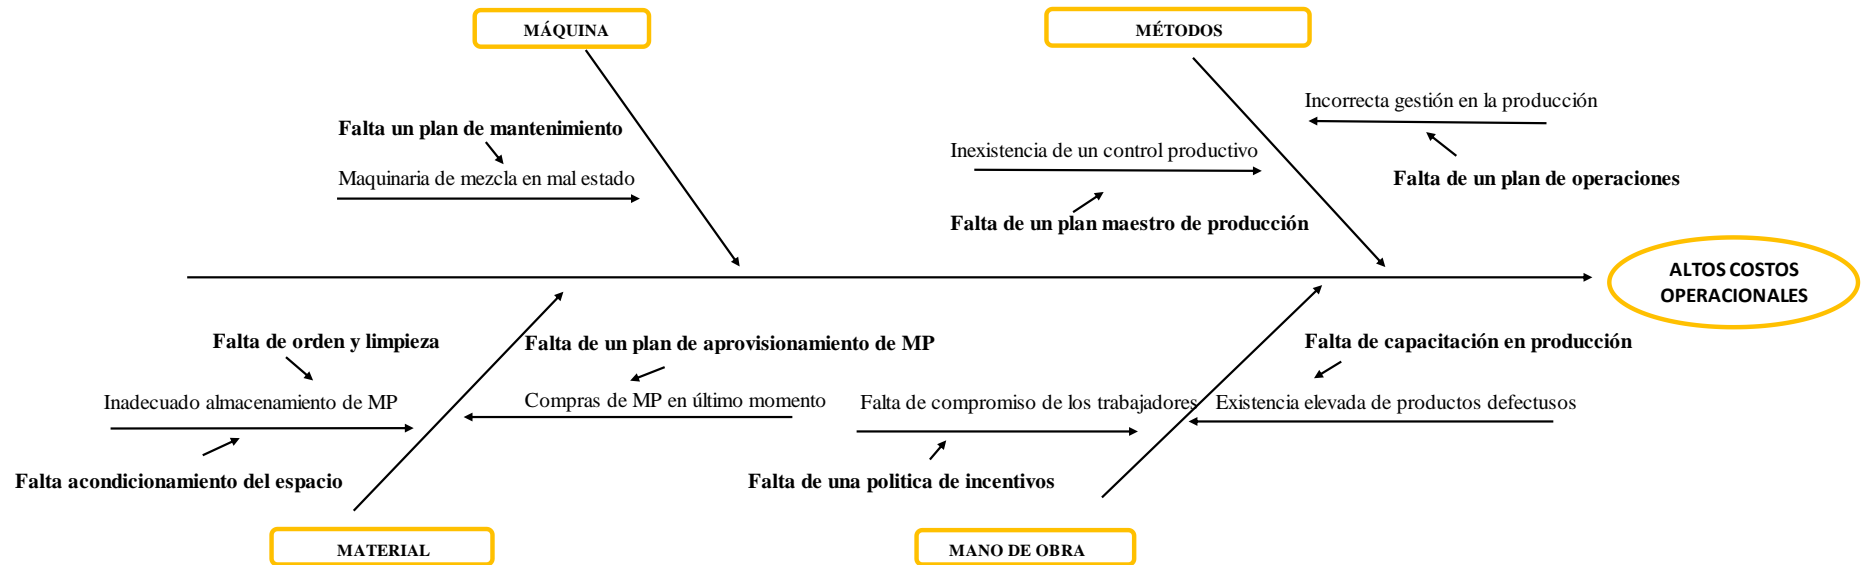 MÁQUINA
MÉTODOS
Falta un plan de mantenimiento
Maquinaria de mezcla en mal estado
Incorrecta gestión en la producción
Inexistencia de un control productivo
Falta de un plan de operaciones
Falta de un plan maestro de producción
ALTOS COSTOS
OPERACIONALES
Falta de orden y limpieza
Falta de un plan de aprovisionamiento de MP
Falta de capacitación en producción
Inadecuado almacenamiento de MP
Compras de MP en último momento
Falta de compromiso de los trabajadores
Existencia elevada de productos defectusos
Falta acondicionamiento del espacio
Falta de una politica de incentivos
MATERIAL
MANO DE OBRA